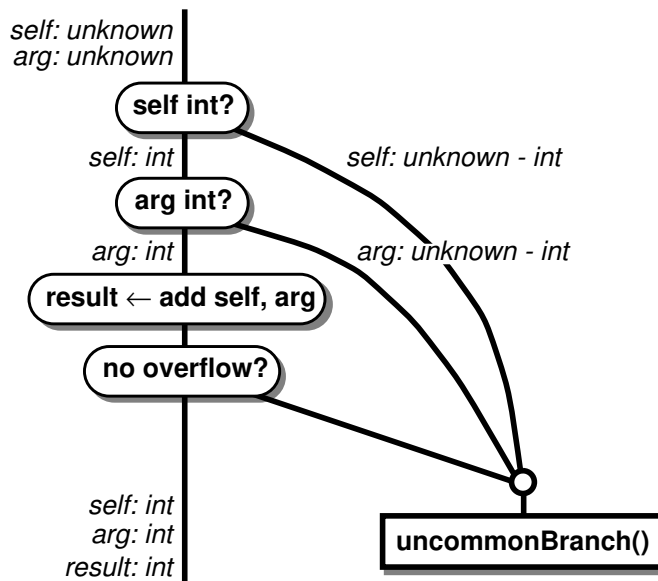 self: unknown
arg: unknown
self int?
self: int
self: unknown - int
arg int?
arg: int
arg: unknown - int
result ← add self, arg
no overflow?
self: int
arg: int
uncommonBranch()
result: int